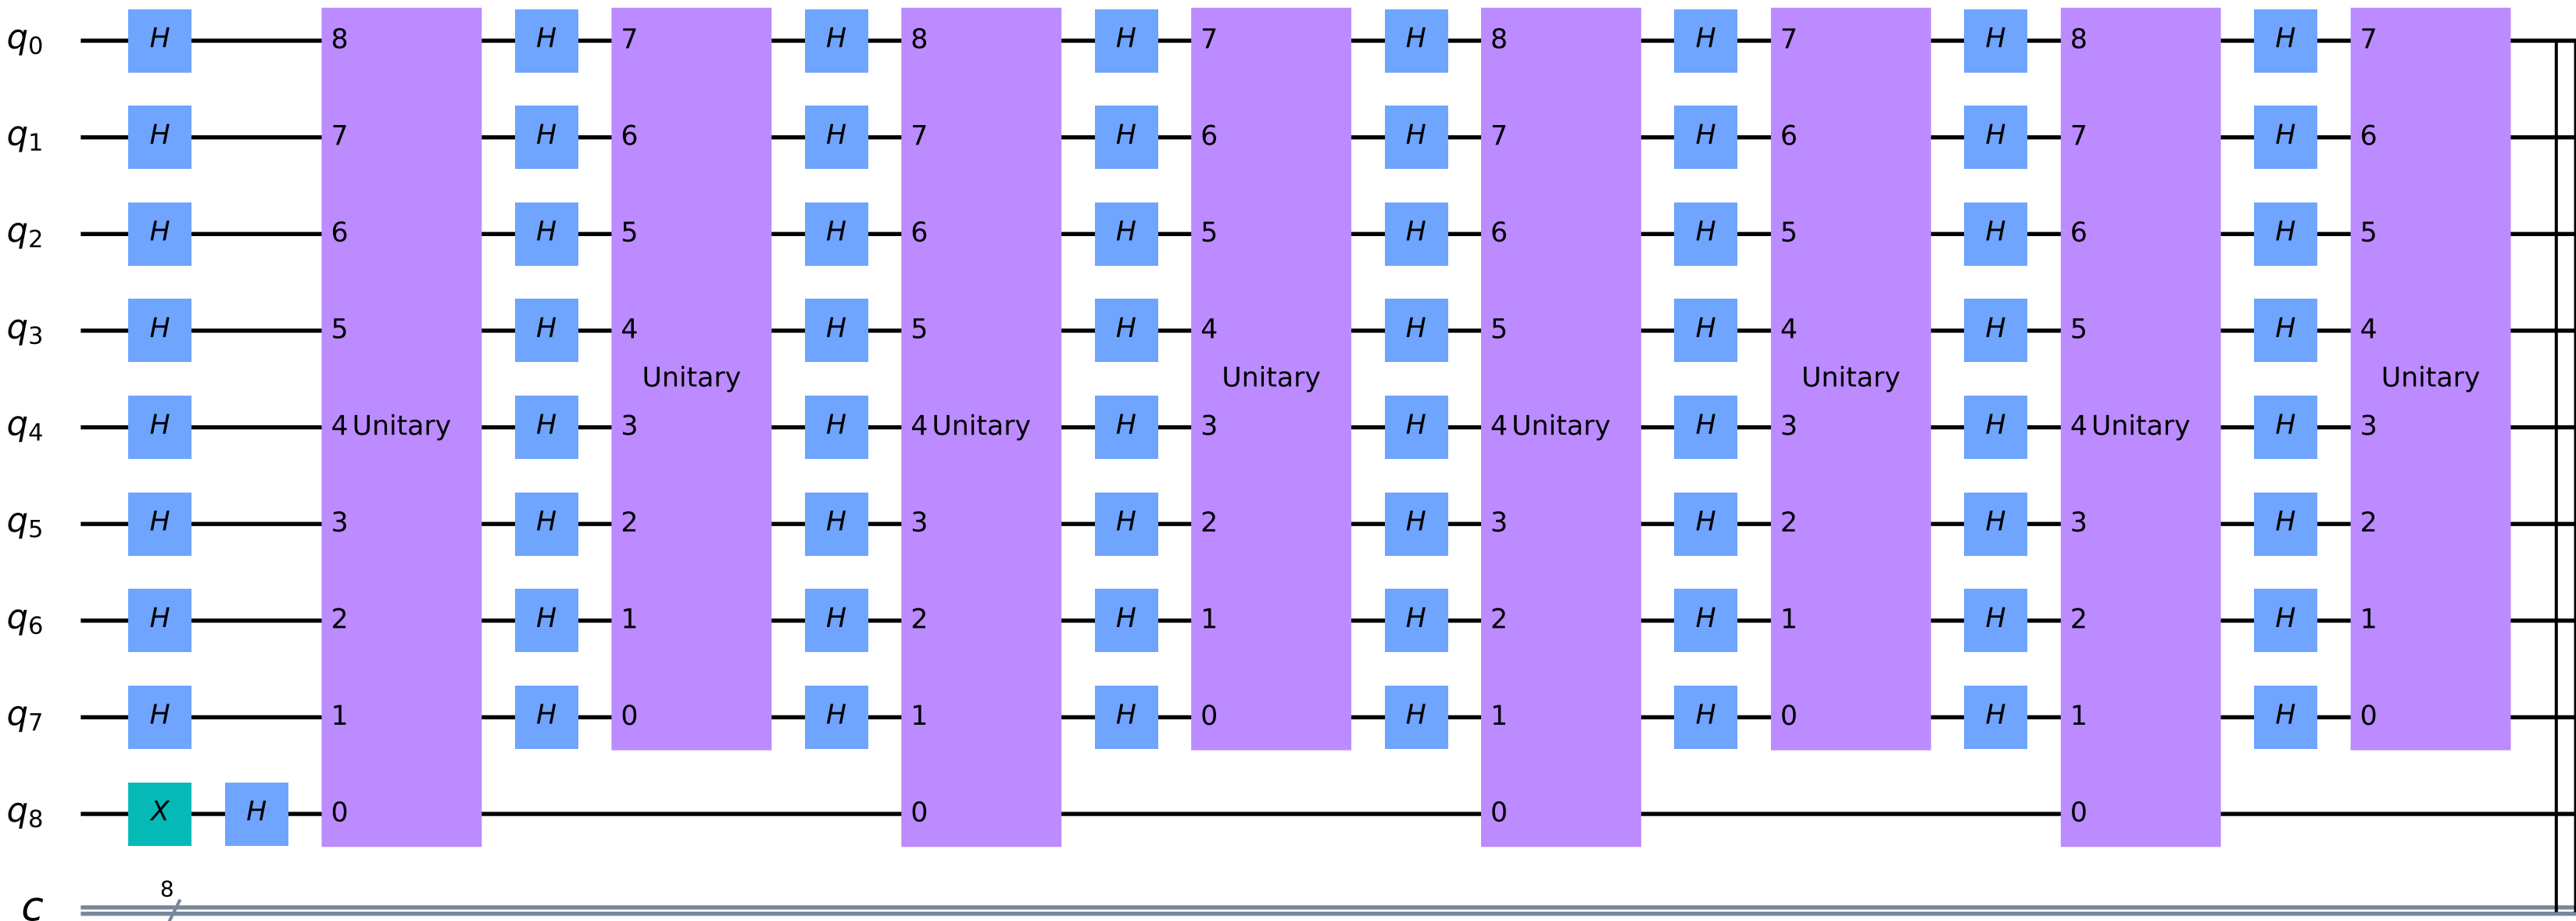 q0 H 8 H 7 H 8 H 7 H 8 H 7 H 8 H 7
q1 H 7 H 6 H 7 H 6 H 7 H 6 H 7 H 6
q2 H 6 H 5 H 6 H 5 H 6 H 5 H 6 H 5
q3 H 5 H 4 H 5 H 4 H 5 H 4 H 5 H 4
Unitary Unitary Unitary Unitary
q4 H 4 Unitary H 3 H 4 Unitary H 3 H 4 Unitary H 3 H 4 Unitary H 3
q5 H 3 H 2 H 3 H 2 H 3 H 2 H 3 H 2
q6 H 2 H 1 H 2 H 1 H 2 H 1 H 2 H 1
q7 H 1 H 0 H 1 H 0 H 1 H 0 H 1 H 0
q8 X H 0 0 0 0
8
c